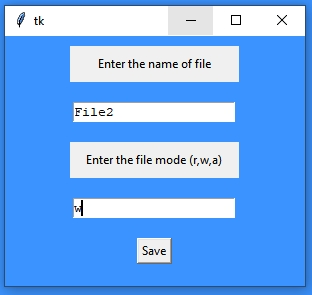 tk
Enter the name of file
File2
Enter the file mode (r,w,a)
w
Save